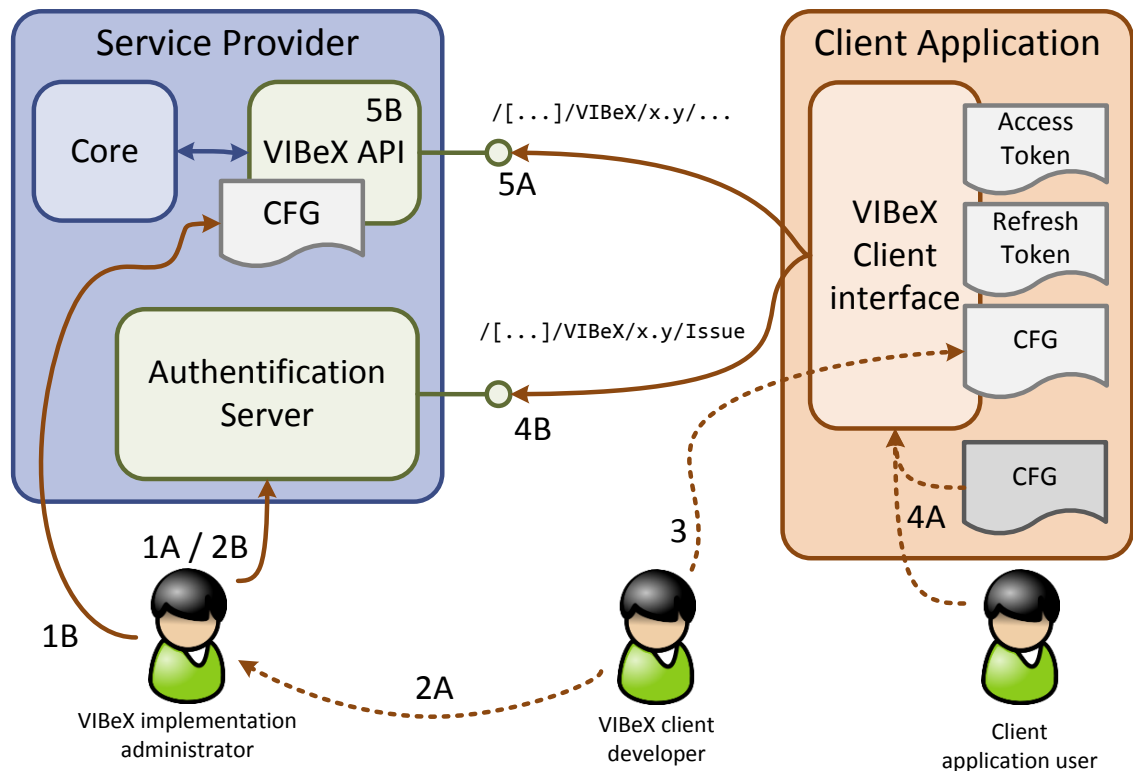 Service Provider
Client Application
Core
5B
VIBeX API
CFG
/[...]/VIBeX/x.y/...
5A
Access
Token
VIBeX
Client
interface
Refresh
Token
CFG
/[...]/VIBeX/x.y/Issue
Authentification
Server
4B
CFG
4A
1A / 2B
3
1B
2A
VIBeX implementation
administrator
VIBeX client
developer
Client
application user